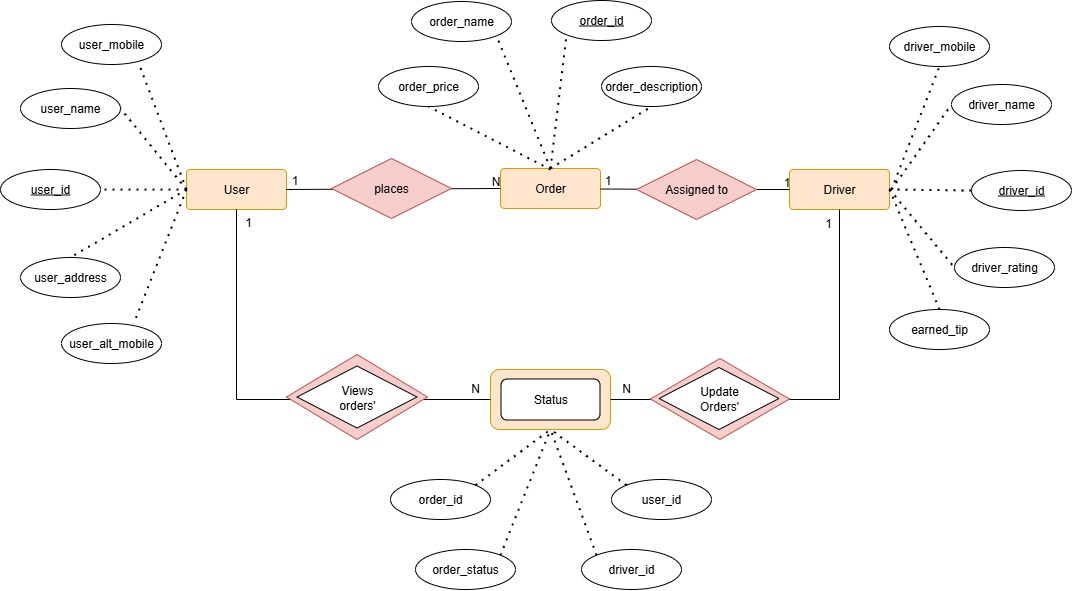 order_name
order_id
user_mobile
driver_mobile
order_price
order_description
user_name
driver_name
user_id
User
1
places
N
Order
1
Assigned to
1
Driver
driver_id
1
1
user_address
driver_rating
user_alt_mobile
earned_tip
Views
orders'
N
Status
N
Update
Orders'
order_id
user_id
order_status
driver_id